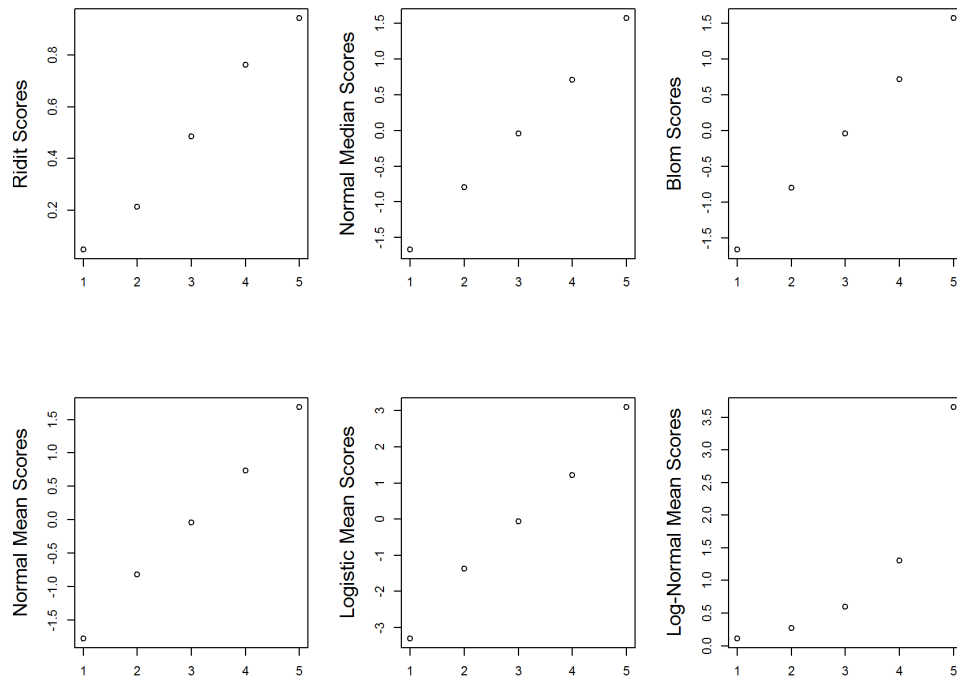 Ridit Scores
0.2 0.4 0.6 0.8
1 2 3 4 5
Normal Median Scores
-1.5 -1.0 -0.5 0.0 0.5 1.0 1.5
1 2 3 4 5
Blom Scores
-1.5 -1.0 -0.5 0.0 0.5 1.0 1.5
1 2 3 4 5
Normal Mean Scores
-1.5 -1.0 -0.5 0.0 0.5 1.0 1.5
1 2 3 4 5
Logistic Mean Scores
-3 -2 -1 0 1 2 3
1 2 3 4 5
Log-Normal Mean Scores
0.0 0.5 1.0 1.5 2.0 2.5 3.0 3.5
1 2 3 4 5